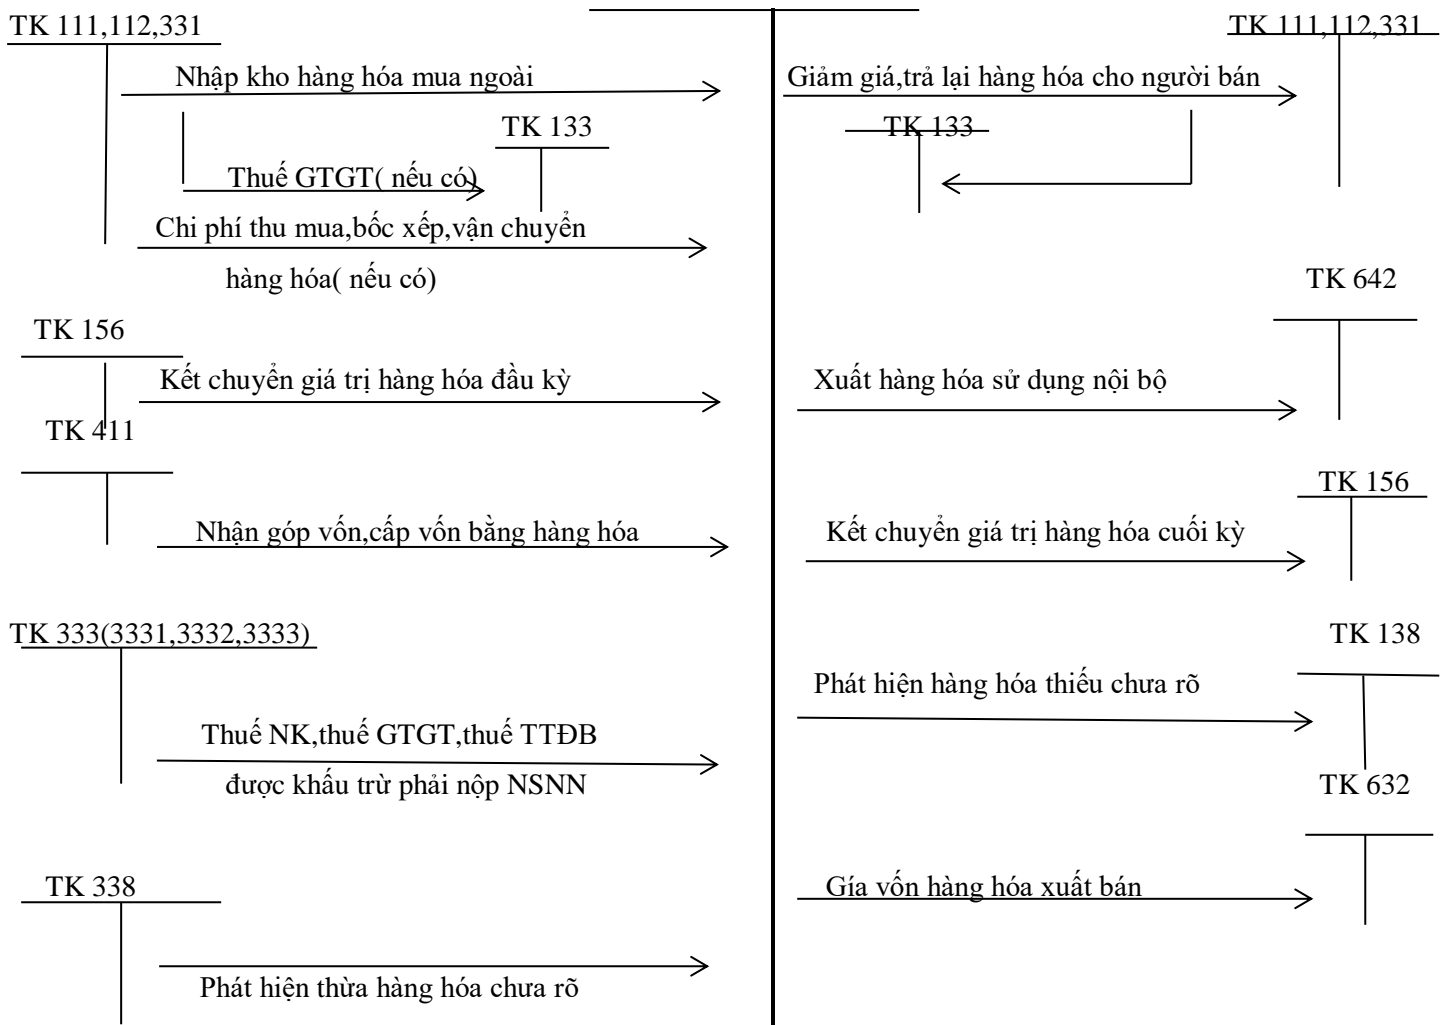 TK 111,112,331
TK 111,112,331
Nhập kho hàng hóa mua ngoài
Giảm giá,trả lại hàng hóa cho người bán
TK 133
TK 133
Thuế GTGT( nếu có)
Chi phí thu mua,bốc xếp,vận chuyển
hàng hóa( nếu có)
TK 642
TK 156
Kết chuyển giá trị hàng hóa đầu kỳ
Xuất hàng hóa sử dụng nội bộ
TK 411
TK 156
Nhận góp vốn,cấp vốn bằng hàng hóa
Kết chuyển giá trị hàng hóa cuối kỳ
TK 333(3331,3332,3333)
TK 138
Phát hiện hàng hóa thiếu chưa rõ
Thuế NK,thuế GTGT,thuế TTĐB
được khấu trừ phải nộp NSNN
TK 632
TK 338
Gía vốn hàng hóa xuất bán
Phát hiện thừa hàng hóa chưa rõ